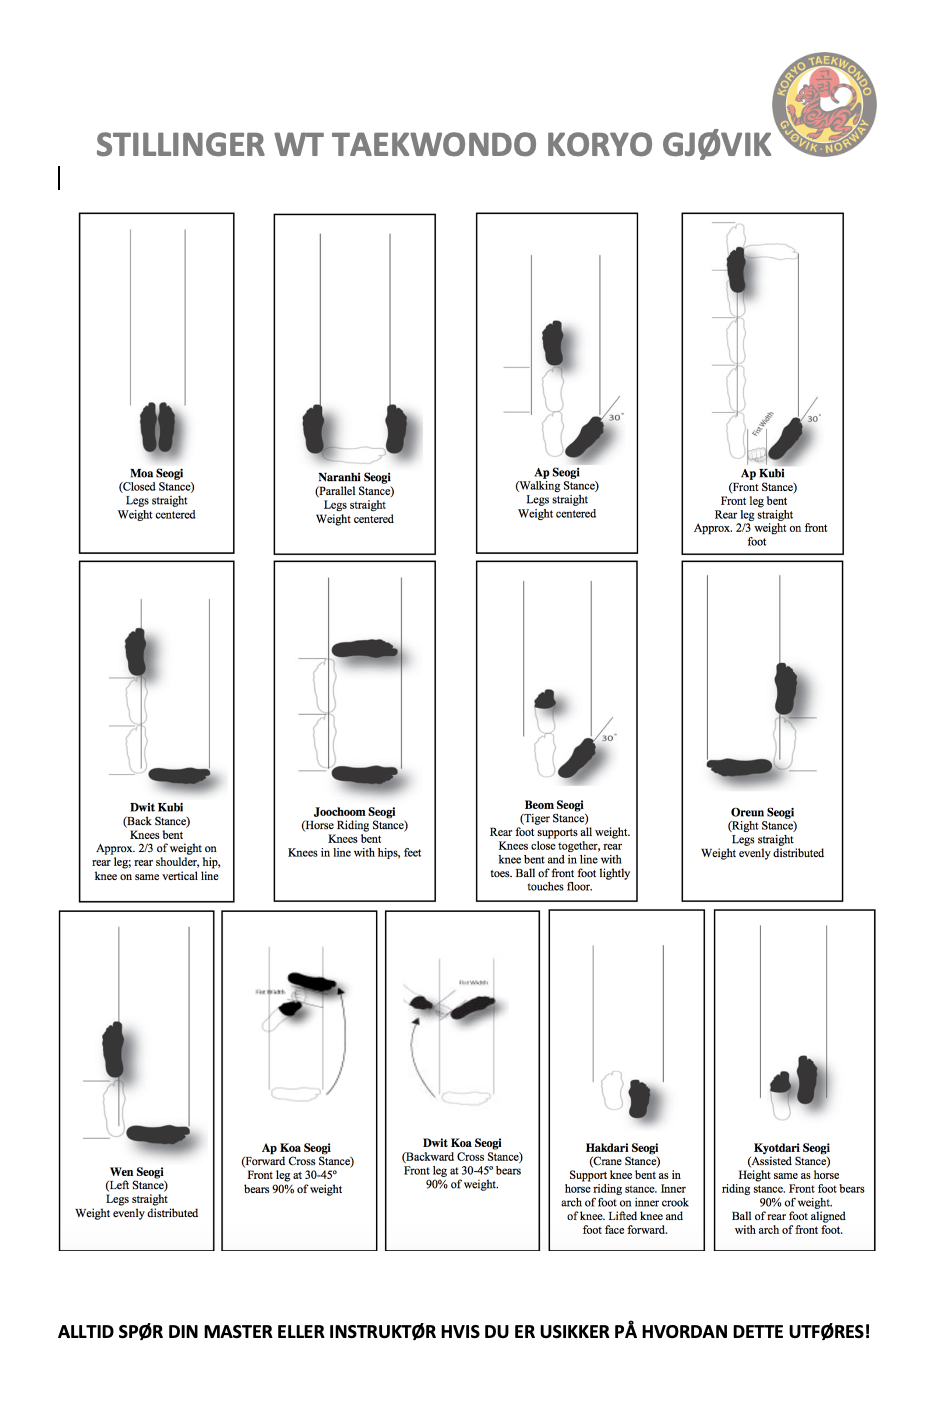 KORYO TAEKWONDO
고려
GJØVIK · NORWAY
STILLINGER WT TAEKWONDO KORYO GJØVIK
Moa Seogi
(Closed Stance)
Legs straight
Weight centered
Naranhi Seogi
(Parallel Stance)
Legs straight
Weight centered
30°
Ap Seogi
(Walking Stance)
Legs straight
Weight centered
Fist Width
30°
Ap Kubi
(Front Stance)
Front leg bent
Rear leg straight
Approx. 2/3 weight on front
foot
Dwit Kubi
(Back Stance)
Knees bent
Approx. 2/3 of weight on
rear leg; rear shoulder, hip,
knee on same vertical line
Joochoom Seogi
(Horse Riding Stance)
Knees bent
Knees in line with hips, feet
30°
Beom Seogi
(Tiger Stance)
Rear foot supports all weight.
Knees close together, rear
knee bent and in line with
toes. Ball of front foot lightly
touches floor.
Oreun Seogi
(Right Stance)
Legs straight
Weight evenly distributed
Wen Seogi
(Left Stance)
Legs straight
Weight evenly distributed
Fist Width
Ap Koa Seogi
(Forward Cross Stance)
Front leg at 30-45º
bears 90% of weight
Fist Width
Dwit Koa Seogi
(Backward Cross Stance)
Front leg at 30-45º bears
90% of weight.
Hakdari Seogi
(Crane Stance)
Support knee bent as in
horse riding stance. Inner
arch of foot on inner crook
of knee. Lifted knee and
foot face forward.
Kyotdari Seogi
(Assisted Stance)
Height same as horse
riding stance. Front foot bears
90% of weight.
Ball of rear foot aligned
with arch of front foot.
ALLTID SPØR DIN MASTER ELLER INSTRUKTØR HVIS DU ER USIKKER PÅ HVORDAN DETTE UTFØRES!